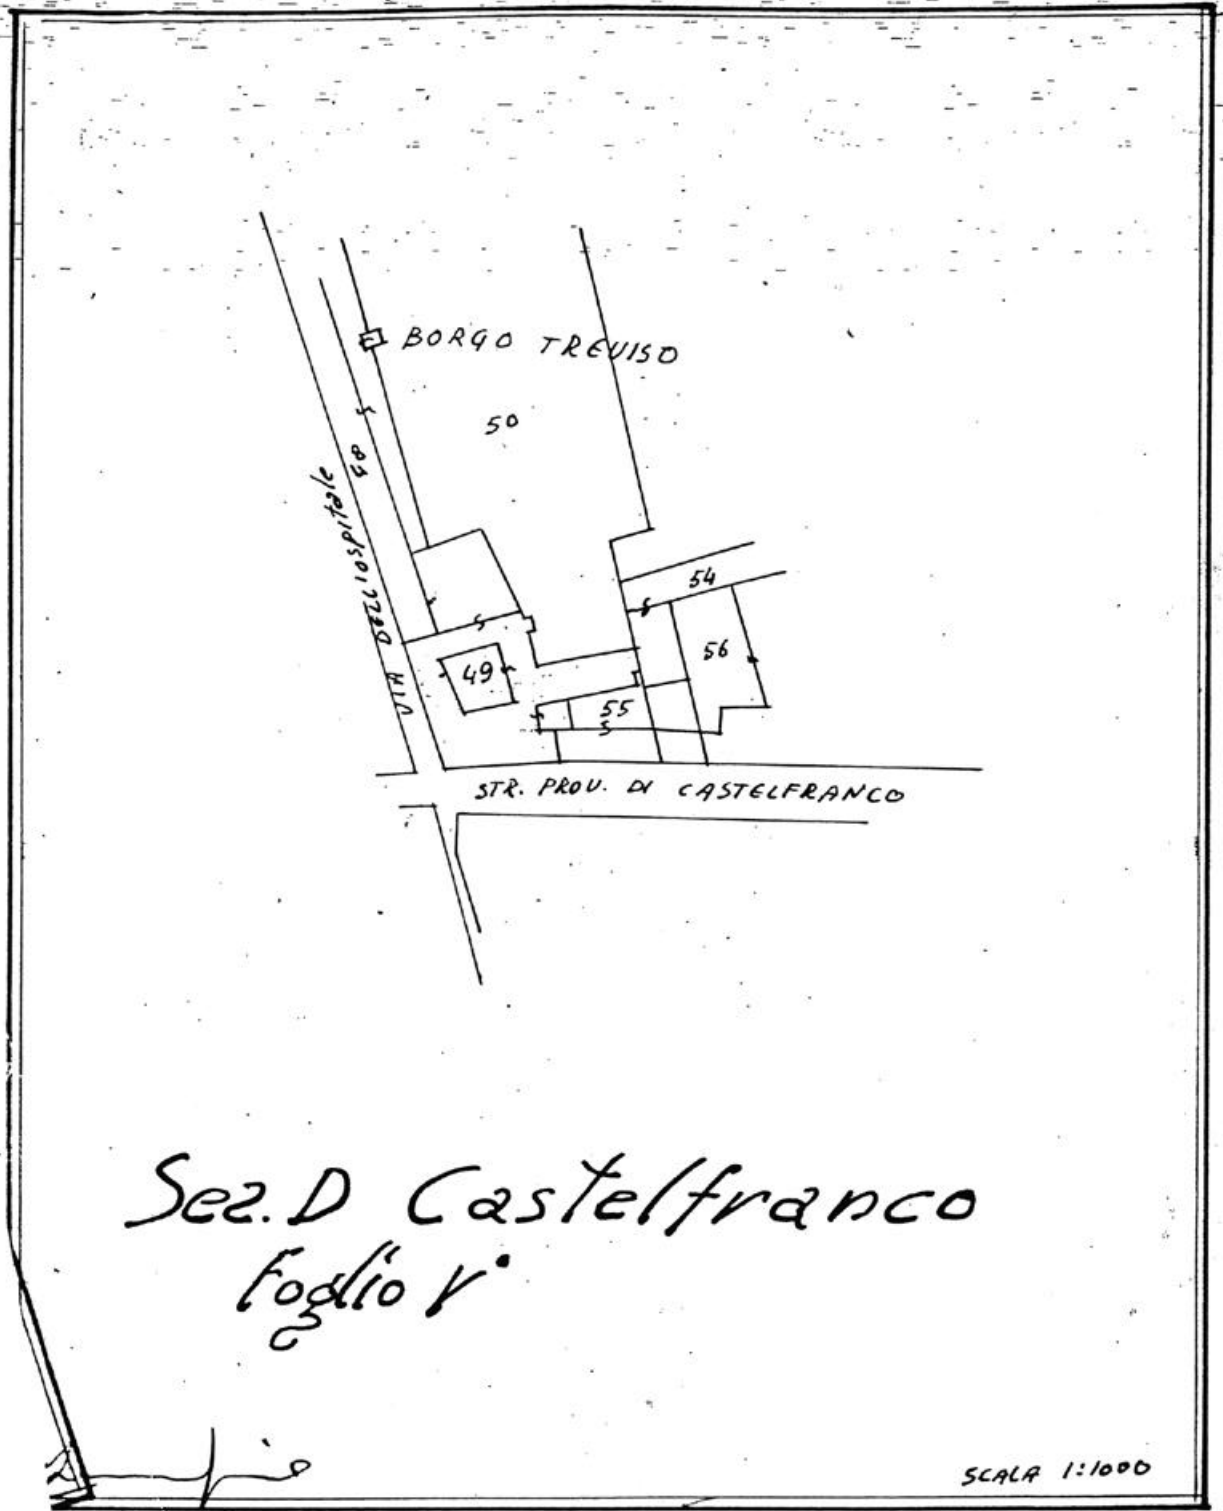 BORGO TREVISO
50
VIA DELL'OSPITALE
54
56
49
55
STR. PROV. DI CASTELFRANCO
Sez. D Castelfranco
Foglio V°
SCALA 1:1000